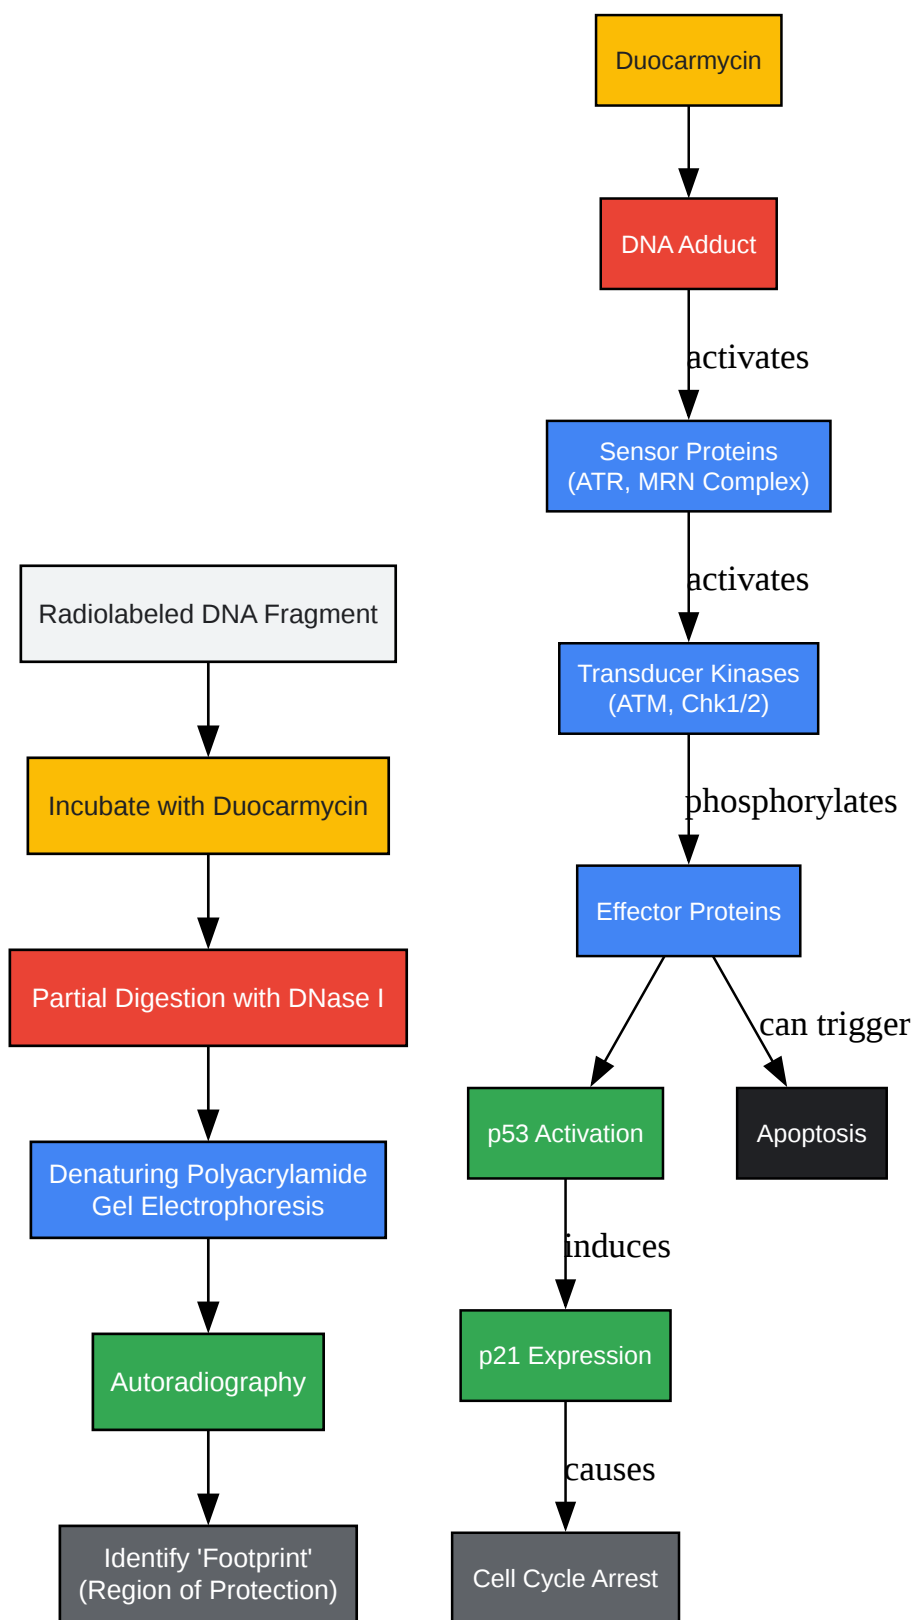 Radiolabeled DNA Fragment
Incubate with Duocarmycin
Partial Digestion with DNase I
Denaturing Polyacrylamide
Gel Electrophoresis
Autoradiography
Identify 'Footprint'
(Region of Protection)
Duocarmycin
DNA Adduct
activates
Sensor Proteins
(ATR, MRN Complex)
activates
Transducer Kinases
(ATM, Chk1/2)
phosphorylates
Effector Proteins
can trigger
p53 Activation
Apoptosis
induces
p21 Expression
causes
Cell Cycle Arrest